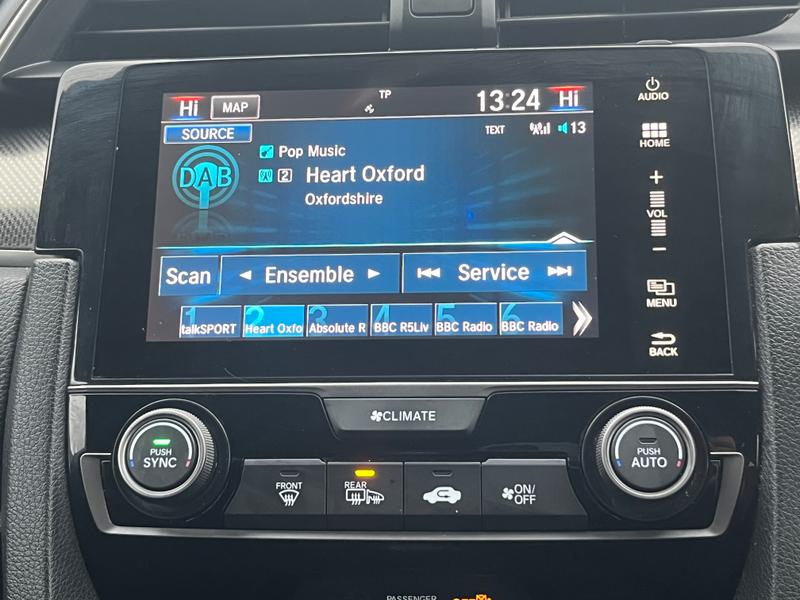 Hi MAP TP 13:24 Hi
SOURCE TEXT 13
DAB
Pop Music
2 Heart Oxford
Oxfordshire
Scan Ensemble Service
1 2 3 4 5 6
talkSPORT Heart Oxfo Absolute R BBC R5Liv BBC Radio BBC Radio
AUDIO
HOME
+
VOL
−
MENU
BACK
CLIMATE
PUSH
SYNC
FRONT
REAR
ON/
OFF
PUSH
AUTO
PASSENGER